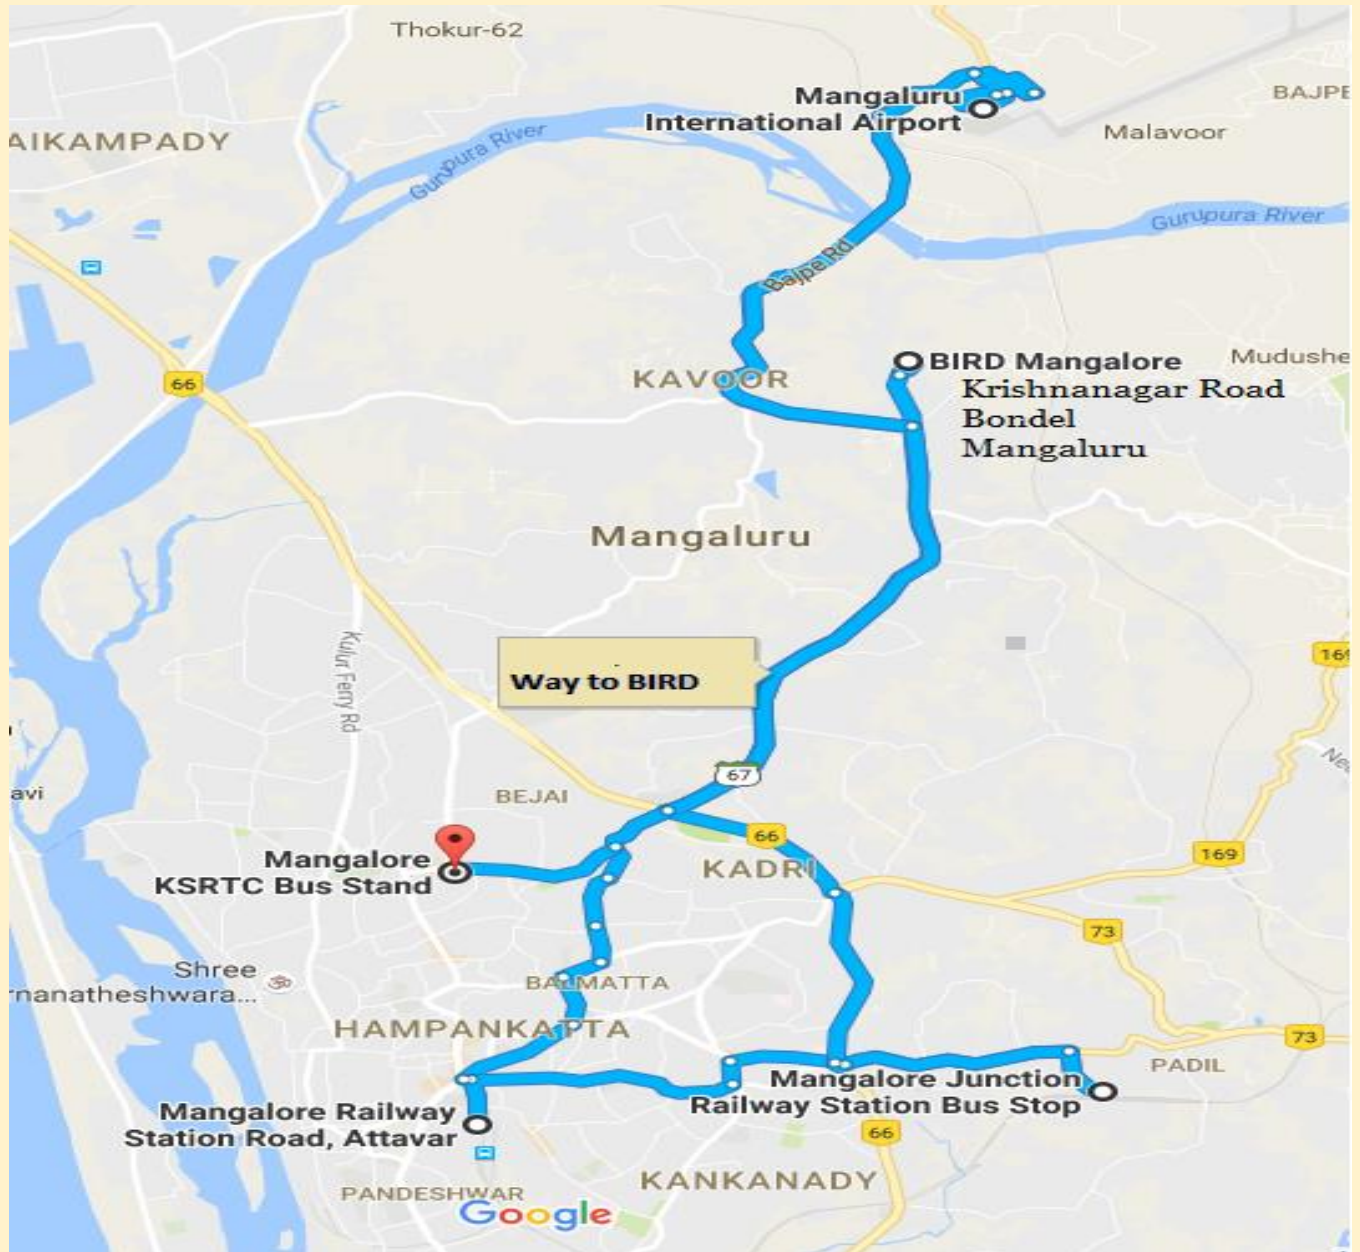 Thokur-62
Mangaluru
International Airport
BAJPE
Malavoor
AIKAMPADY
Gurupura River
Gurupura River
Bajpe Rd
BIRD Mangalore
Krishnanagar Road
Bondel
Mangaluru
Mudushe
KAVOOR
66
Mangaluru
Kulur Ferry Rd
Way to BIRD
169
67
avi
BEJAI
66
Mangalore
KSRTC Bus Stand
KADRI
169
73
Shree
rnanatheshwara...
BALMATTA
HAMPANKATTA
73
PADIL
Mangalore Junction
Railway Station Bus Stop
Mangalore Railway
Station Road, Attavar
66
KANKANADY
PANDESHWAR
Google